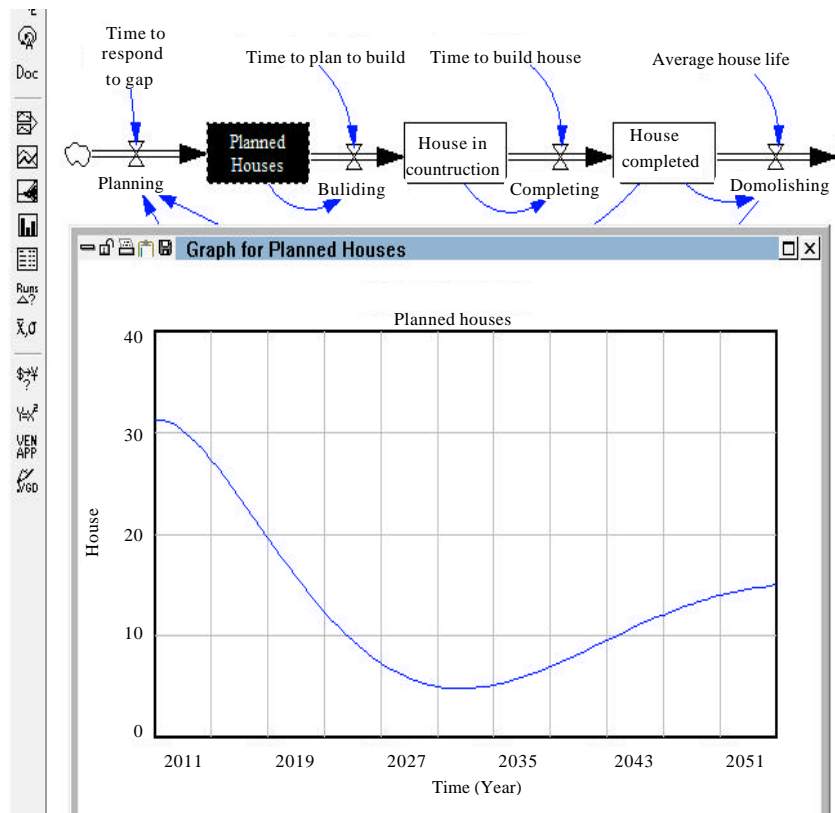 Time to
respond
to gap
Time to plan to build
Time to build house
Average house life
Doc
Planned
Houses
House in
countruction
House
completed
Planning
Buliding
Completing
Domolishing
Graph for Planned Houses
Runs
△?
X̄,σ
$→¥
?
Y=X²
VEN
APP
VGD
Planned houses
40
30
20
10
0
House
2011 2019 2027 2035 2043 2051
Time (Year)